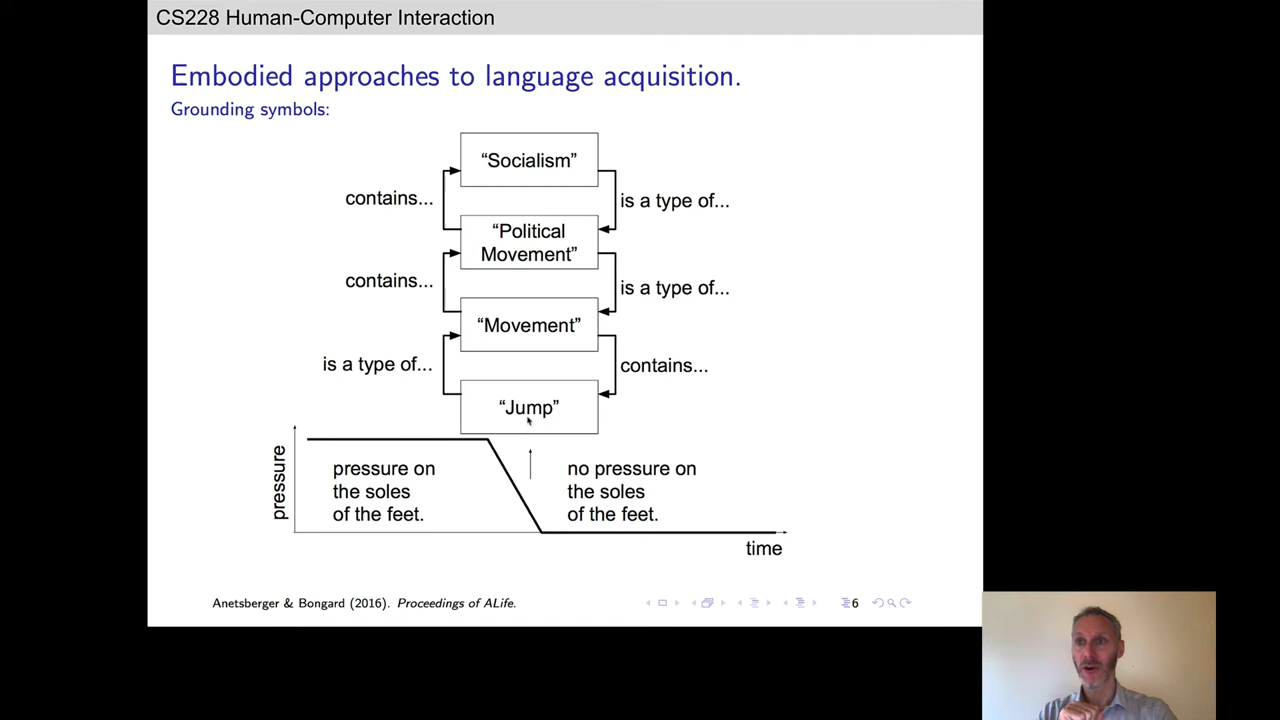 CS228 Human-Computer Interaction
Embodied approaches to language acquisition.
Grounding symbols:
“Socialism”
contains...
is a type of...
“Political
Movement”
contains...
is a type of...
“Movement”
is a type of...
contains...
“Jump”
pressure
pressure on
the soles
of the feet.
no pressure on
the soles
of the feet.
time
Anetsberger & Bongard (2016). Proceedings of ALife.
6